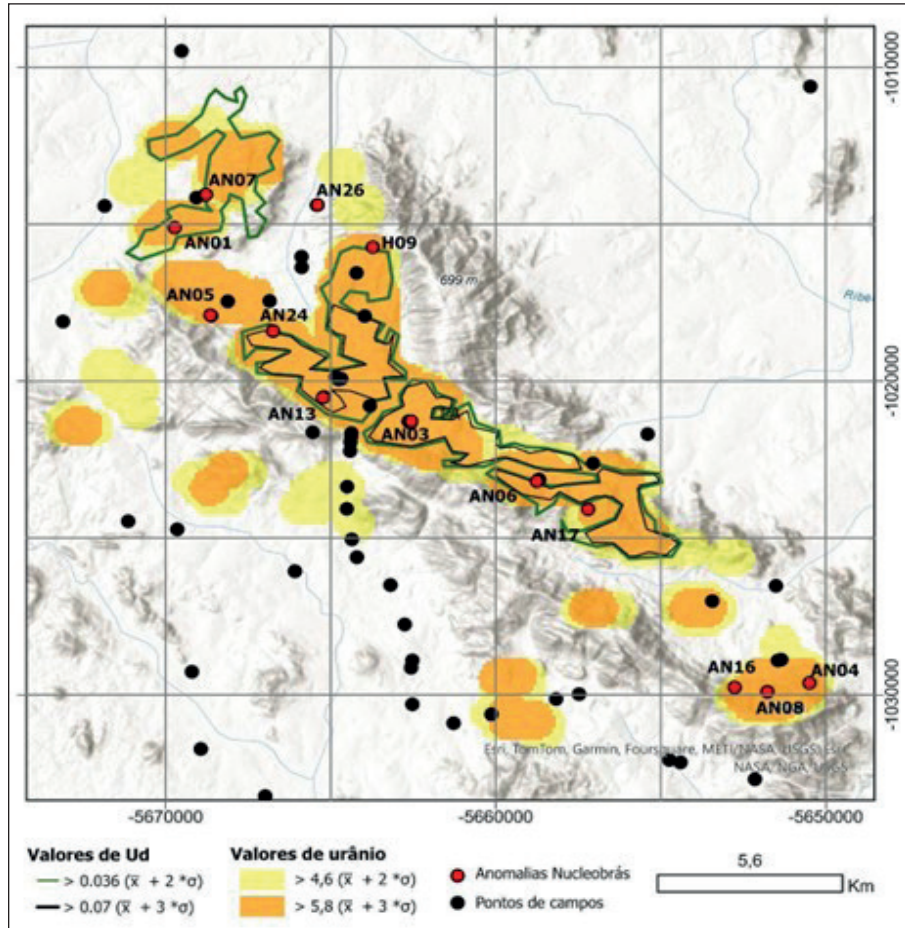 -1010000
AN07
AN26
AN01
H09
699 m
AN05
AN24
Ribe
-1020000
AN13
AN03
AN06
AN17
AN16
AN04
AN08
-1030000
Esri, TomTom, Garmin, Foursquare, METI/NASA, USGS, Esri,
NASA, NGA, USGS
-5670000
-5660000
-5650000
Valores de Ud
> 0.036 (x̅ + 2 *σ)
> 0.07 (x̅ + 3 *σ)
Valores de urânio
> 4,6 (x̅ + 2 *σ)
> 5,8 (x̅ + 3 *σ)
Anomalias Nucleobrás
Pontos de campos
5,6
Km